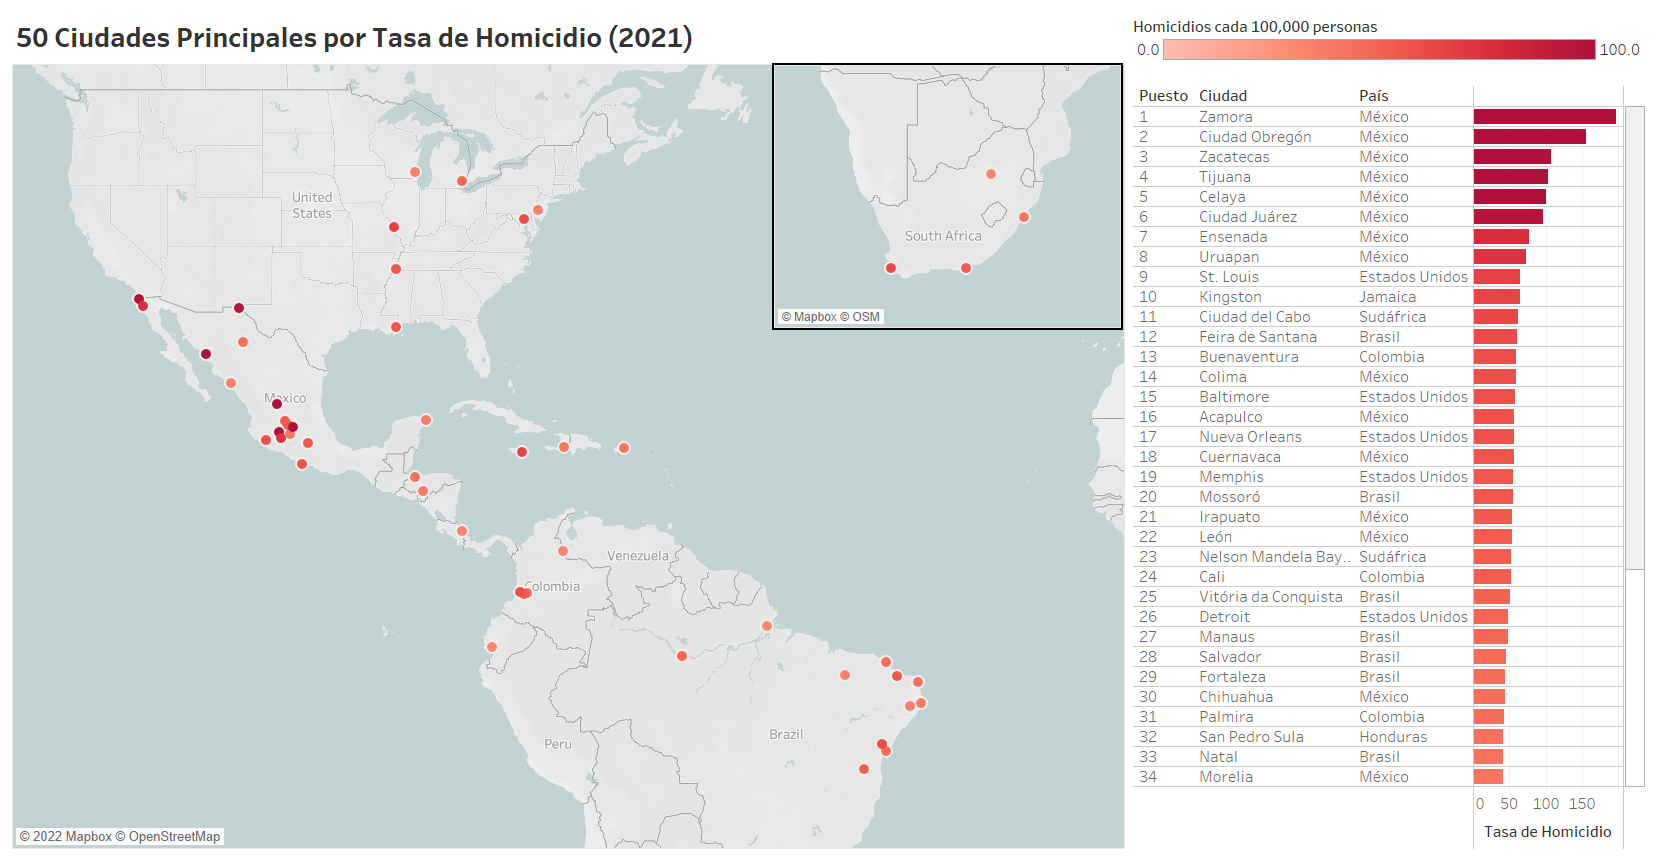 50 Ciudades Principales por Tasa de Homicidio (2021)
Homicidios cada 100,000 personas
0.0 100.0
United
States
Mexico
Venezuela
Colombia
Peru
Brazil
© 2022 Mapbox © OpenStreetMap
South Africa
© Mapbox © OSM
Puesto Ciudad País
1 Zamora México
2 Ciudad Obregón México
3 Zacatecas México
4 Tijuana México
5 Celaya México
6 Ciudad Juárez México
7 Ensenada México
8 Uruapan México
9 St. Louis Estados Unidos
10 Kingston Jamaica
11 Ciudad del Cabo Sudáfrica
12 Feira de Santana Brasil
13 Buenaventura Colombia
14 Colima México
15 Baltimore Estados Unidos
16 Acapulco México
17 Nueva Orleans Estados Unidos
18 Cuernavaca México
19 Memphis Estados Unidos
20 Mossoró Brasil
21 Irapuato México
22 León México
23 Nelson Mandela Bay.. Sudáfrica
24 Cali Colombia
25 Vitória da Conquista Brasil
26 Detroit Estados Unidos
27 Manaus Brasil
28 Salvador Brasil
29 Fortaleza Brasil
30 Chihuahua México
31 Palmira Colombia
32 San Pedro Sula Honduras
33 Natal Brasil
34 Morelia México
0 50 100 150
Tasa de Homicidio